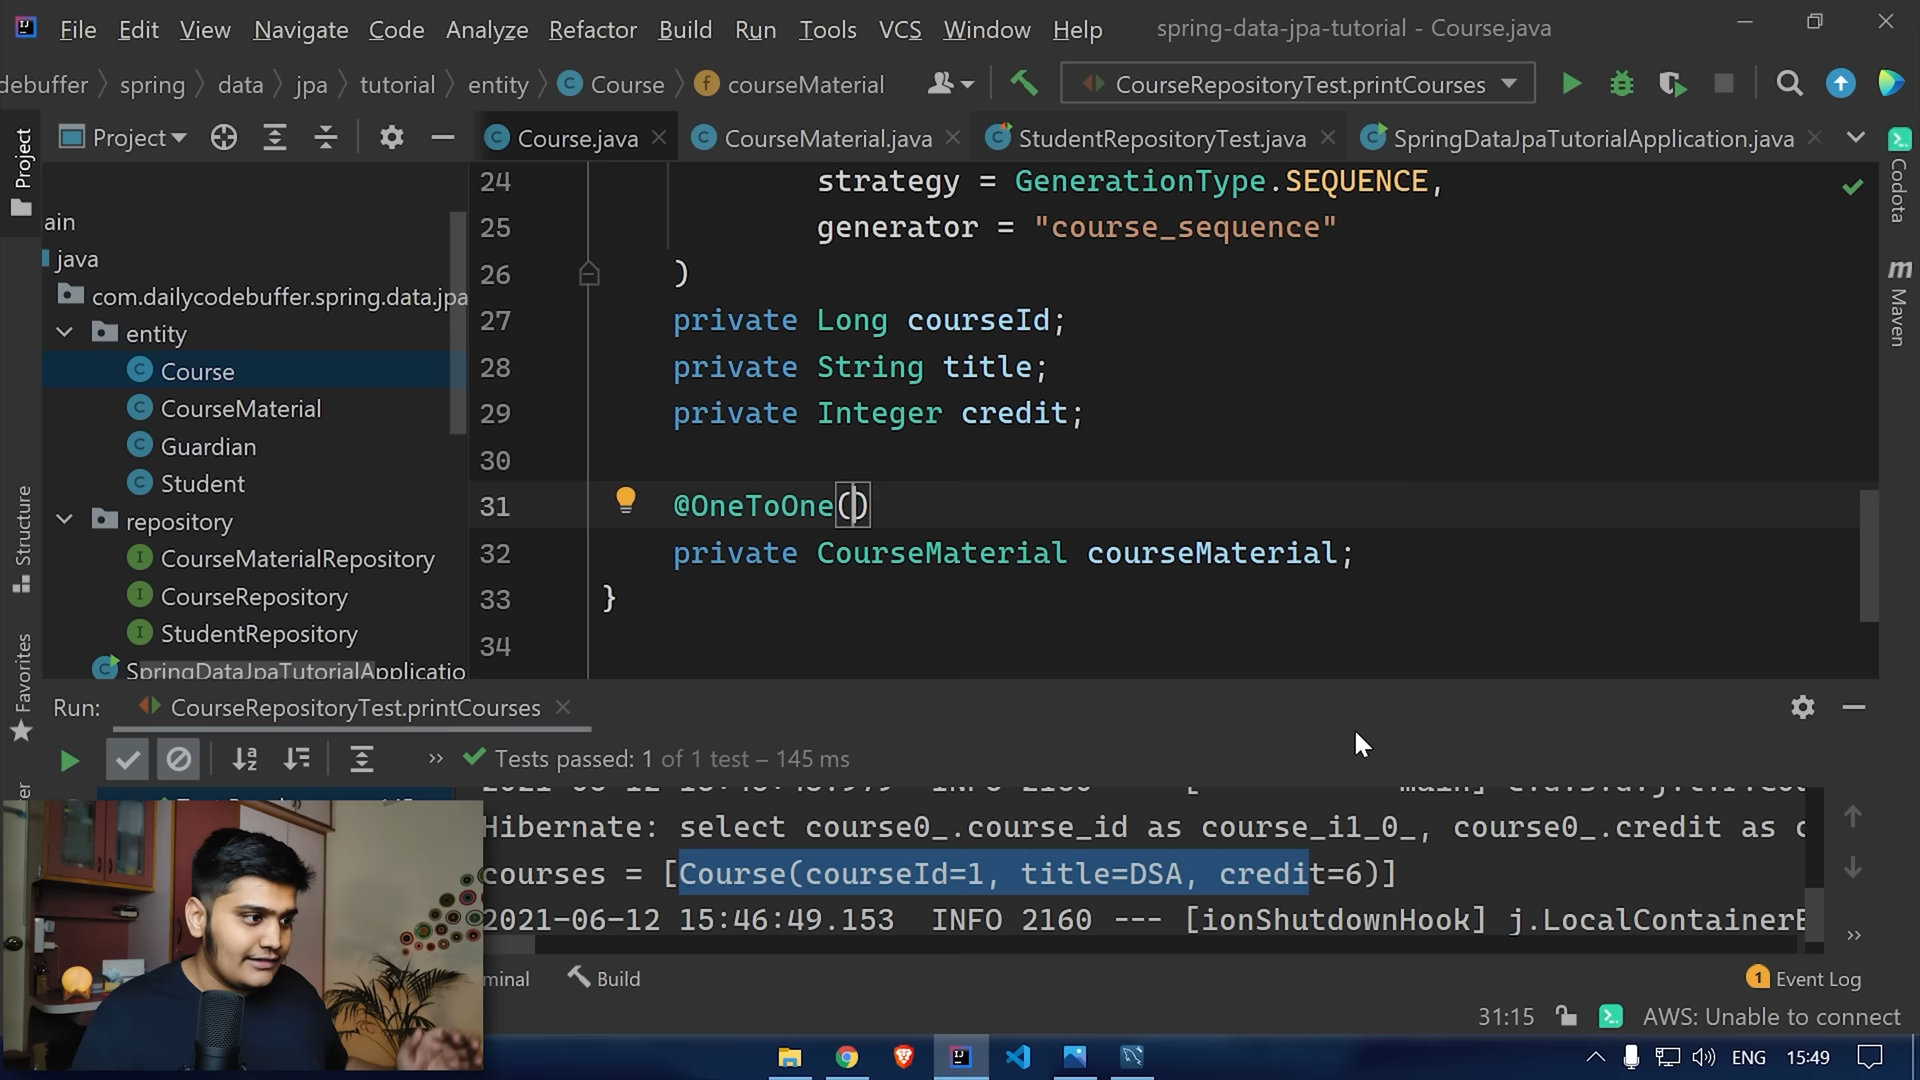 File Edit View Navigate Code Analyze Refactor Build Run Tools VCS Window Help spring-data-jpa-tutorial - Course.java
debuffer spring data jpa tutorial entity Course courseMaterial CourseRepositoryTest.printCourses
Project Course.java CourseMaterial.java StudentRepositoryTest.java SpringDataJpaTutorialApplication.java
Project
Structure
Favorites
Codota
Maven
ain
java
com.dailycodebuffer.spring.data.jpa
entity
Course
CourseMaterial
Guardian
Student
repository
CourseMaterialRepository
CourseRepository
StudentRepository
SpringDataJpaTutorialApplicatio
24 strategy = GenerationType.SEQUENCE,
25 generator = "course_sequence"
26 )
27 private Long courseId;
28 private String title;
29 private Integer credit;
30
31 @OneToOne()
32 private CourseMaterial courseMaterial;
33 }
34
Run: CourseRepositoryTest.printCourses
Tests passed: 1 of 1 test – 145 ms
Hibernate: select course0_.course_id as course_i1_0_, course0_.credit as c
courses = [Course(courseId=1, title=DSA, credit=6)]
2021-06-12 15:46:49.153 INFO 2160 --- [ionShutdownHook] j.LocalContainerE
minal Build 1 Event Log
31:15 AWS: Unable to connect
ENG 15:49